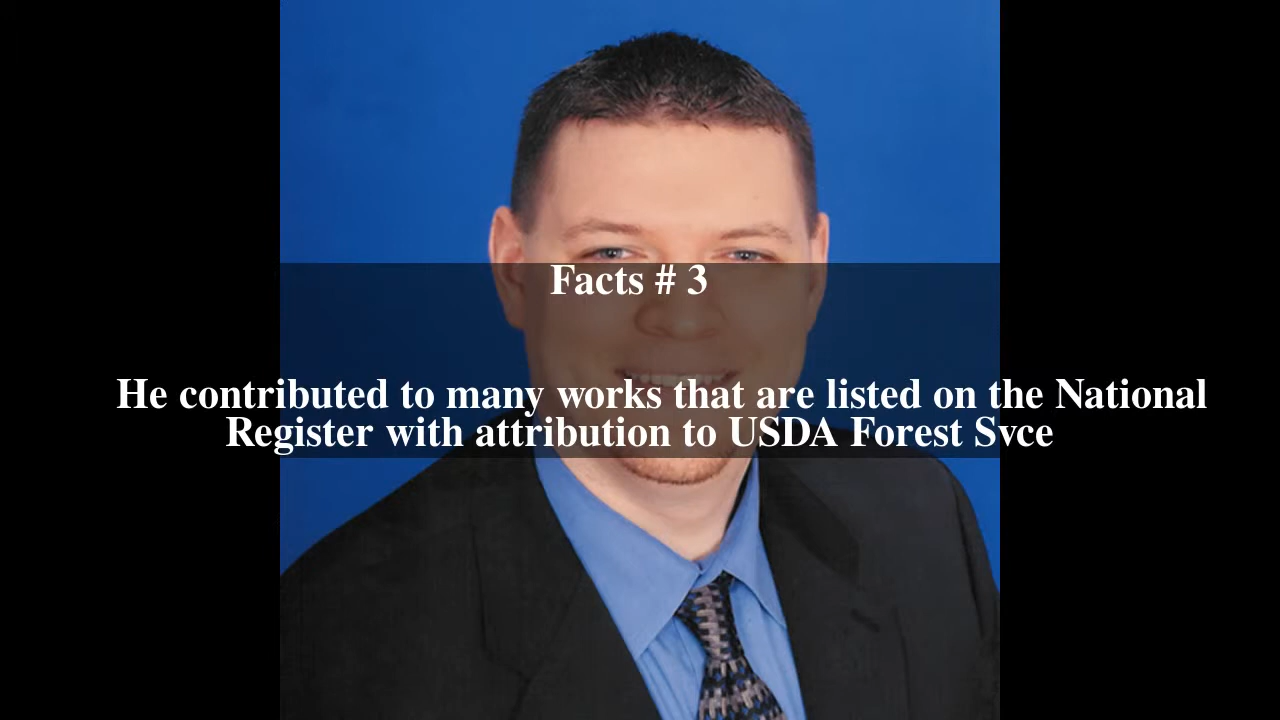 Facts # 3
He contributed to many works that are listed on the National
Register with attribution to USDA Forest Svce